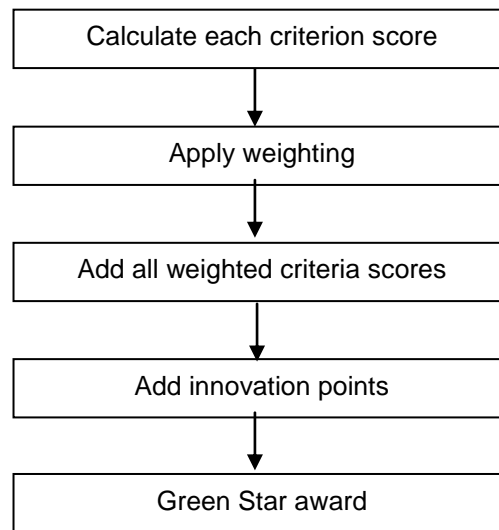 Calculate each criterion score
Apply weighting
Add all weighted criteria scores
Add innovation points
Green Star award